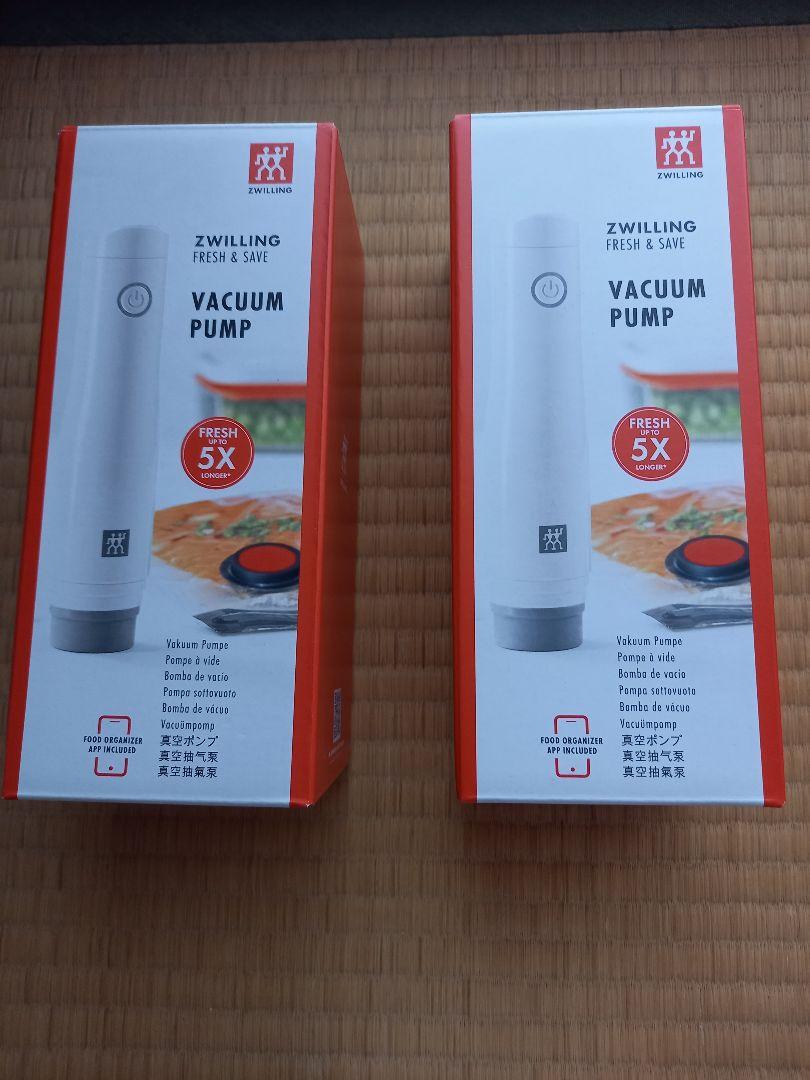 ZWILLING
ZWILLING
FRESH & SAVE
VACUUM
PUMP
FRESH
UP TO
5X
LONGER*
Vakuum Pumpe
Pompe à vide
Bomba de vacio
Pompa sottovuoto
Bomba de vácuo
Vacuümpomp
真空ポンプ
真空抽气泵
真空抽氣泵
FOOD ORGANIZER
APP INCLUDED
ZWILLING
ZWILLING
FRESH & SAVE
VACUUM
PUMP
FRESH
UP TO
5X
LONGER*
Vakuum Pumpe
Pompe à vide
Bomba de vacio
Pompa sottovuoto
Bomba de vácuo
Vacuümpomp
真空ポンプ
真空抽气泵
真空抽氣泵
FOOD ORGANIZER
APP INCLUDED